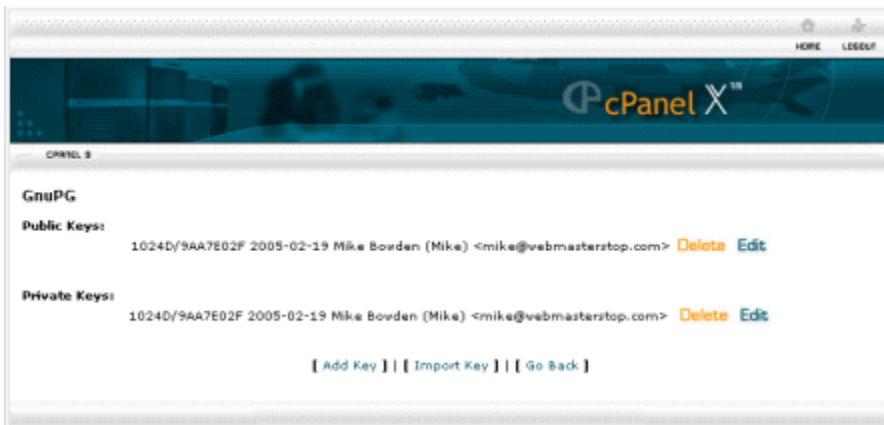 HOME LOGOUT
cPanel X™
CPANEL 9
GnuPG
Public Keys:
1024D/9AA7E02F 2005-02-19 Mike Bowden (Mike) <mike@webmasterstop.com> Delete Edit
Private Keys:
1024D/9AA7E02F 2005-02-19 Mike Bowden (Mike) <mike@webmasterstop.com> Delete Edit
[ Add Key ] | [ Import Key ] | [ Go Back ]